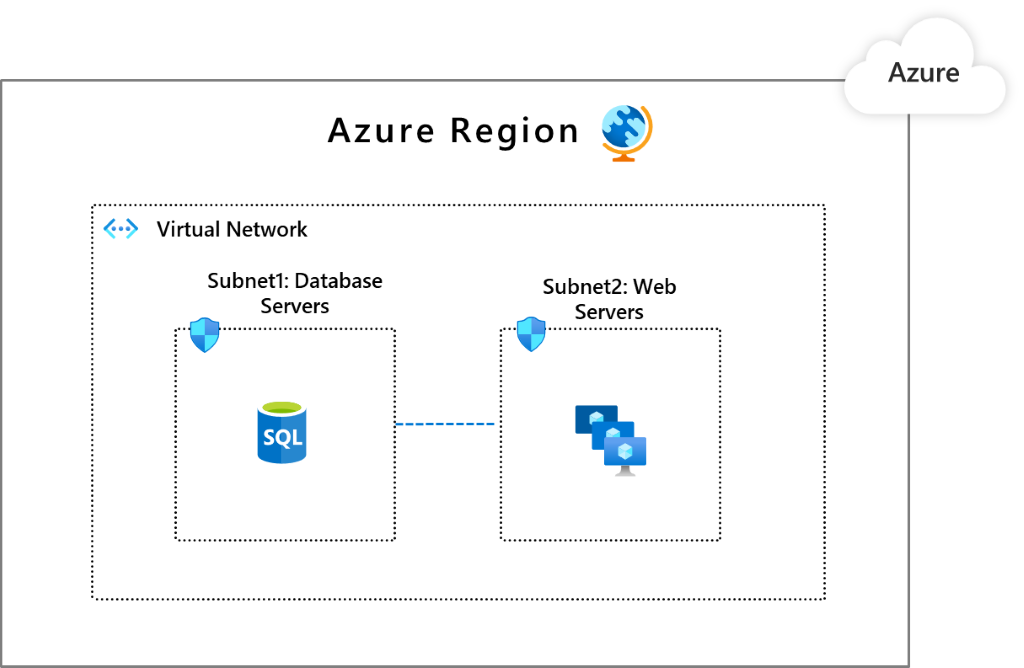 Azure
Azure Region
Virtual Network
Subnet1: Database
Servers
Subnet2: Web
Servers
SQL